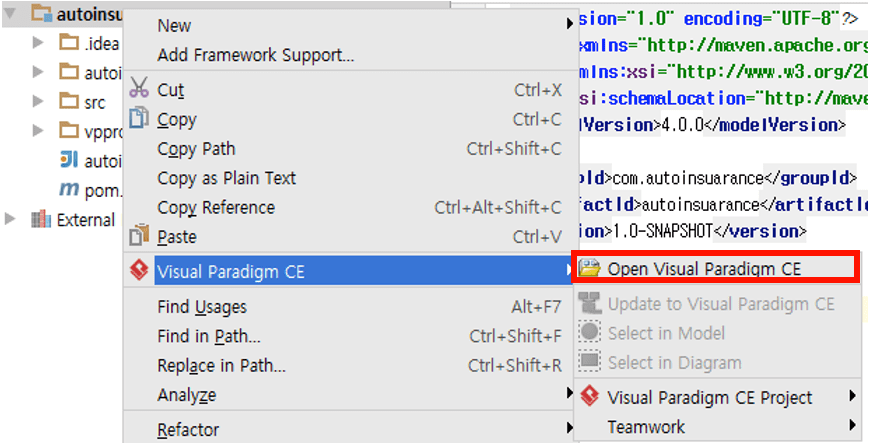 autoinsu
.idea
autoi
src
vppro
autoi
pom.
External
New
Add Framework Support...
Cut Ctrl+X
Copy Ctrl+C
Copy Path Ctrl+Shift+C
Copy as Plain Text
Copy Reference Ctrl+Alt+Shift+C
Paste Ctrl+V
Visual Paradigm CE
Find Usages Alt+F7
Find in Path... Ctrl+Shift+F
Replace in Path... Ctrl+Shift+R
Analyze
Refactor
sion="1.0" encoding="UTF-8"?>
xmlns="http://maven.apache.org
mlns:xsi="http://www.w3.org/20
si:schemaLocation="http://mave
lVersion>4.0.0</modelVersion>
pId>com.autoinsuarance</groupId>
factId>autoinsuarance</artifactId
ion>1.0-SNAPSHOT</version>
Open Visual Paradigm CE
Update to Visual Paradigm CE
Select in Model
Select in Diagram
Visual Paradigm CE Project
Teamwork